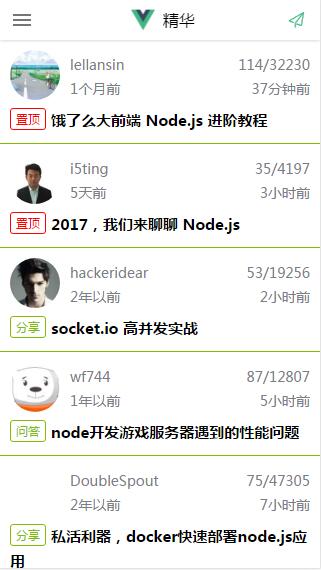 精华
lellansin 114/32230
1个月前 37分钟前
置顶 饿了么大前端 Node.js 进阶教程
i5ting 35/4197
5天前 3小时前
置顶 2017，我们来聊聊 Node.js
hackeridear 53/19256
2年以前 2小时前
分享 socket.io 高并发实战
wf744 87/12807
1年以前 5小时前
问答 node开发游戏服务器遇到的性能问题
DoubleSpout 75/47305
2年以前 7小时前
分享 私活利器，docker快速部署node.js应
用